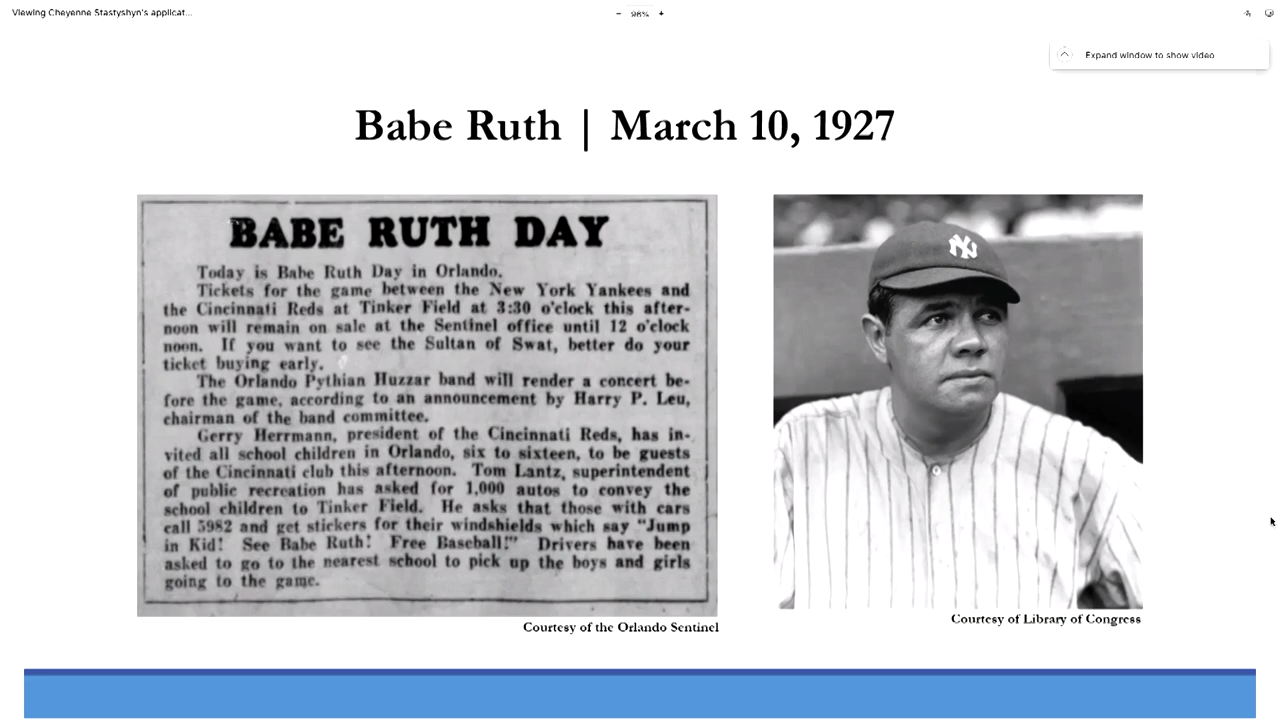 Viewing Cheyenne Stastyshyn's applicat...
− 96% +
Expand window to show video
Babe Ruth | March 10, 1927
BABE RUTH DAY
Today is Babe Ruth Day in Orlando.
Tickets for the game between the New York Yankees and
the Cincinnati Reds at Tinker Field at 3:30 o'clock this after-
noon will remain on sale at the Sentinel office until 12 o'clock
noon. If you want to see the Sultan of Swat, better do your
ticket buying early.
The Orlando Pythian Huzzar band will render a concert be-
fore the game, according to an announcement by Harry P. Leu,
chairman of the band committee.
Gerry Herrmann, president of the Cincinnati Reds, has in-
vited all school children in Orlando, six to sixteen, to be guests
of the Cincinnati club this afternoon. Tom Lantz, superintendent
of public recreation has asked for 1,000 autos to convey the
school children to Tinker Field. He asks that those with cars
call 5982 and get stickers for their windshields which say "Jump
in Kid! See Babe Ruth! Free Baseball!" Drivers have been
asked to go to the nearest school to pick up the boys and girls
going to the game.
NY
Courtesy of the Orlando Sentinel
Courtesy of Library of Congress